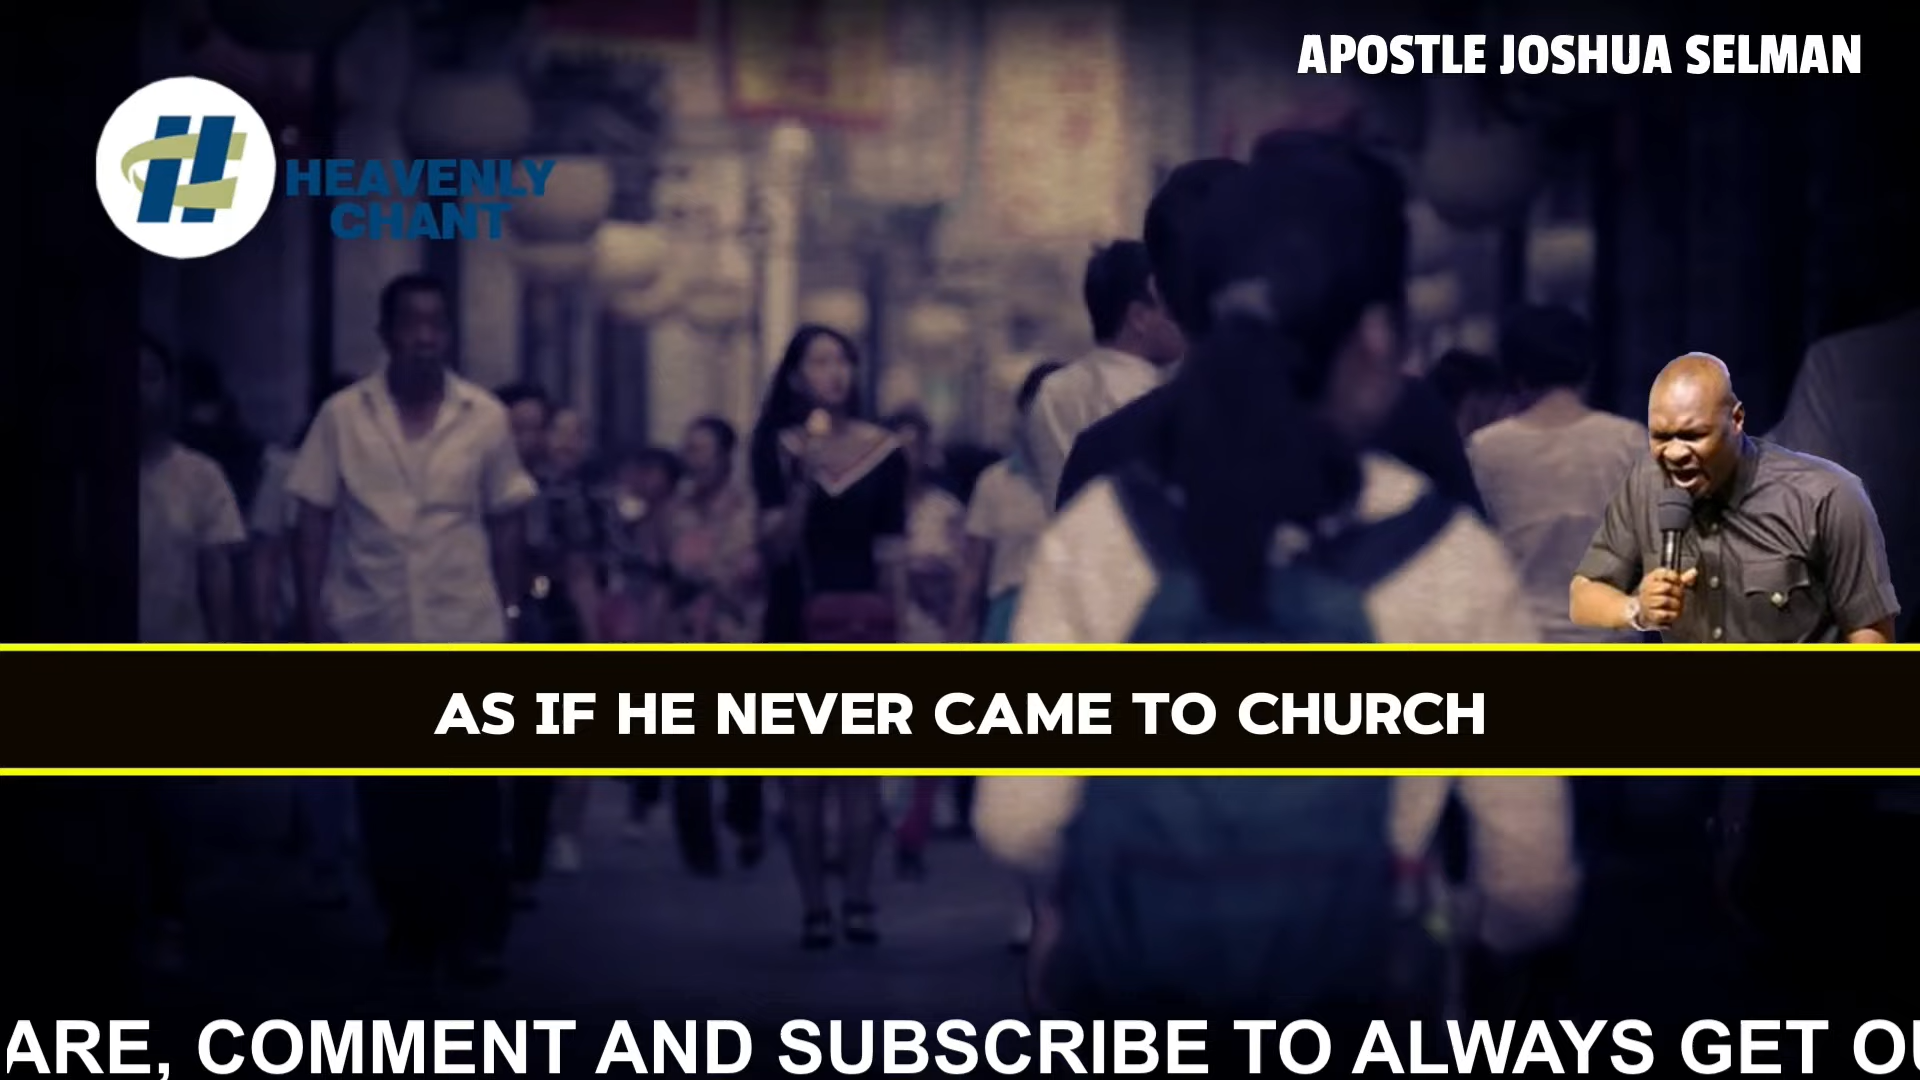 APOSTLE JOSHUA SELMAN
HEAVENLY
CHANT
AS IF HE NEVER CAME TO CHURCH
ARE, COMMENT AND SUBSCRIBE TO ALWAYS GET OU